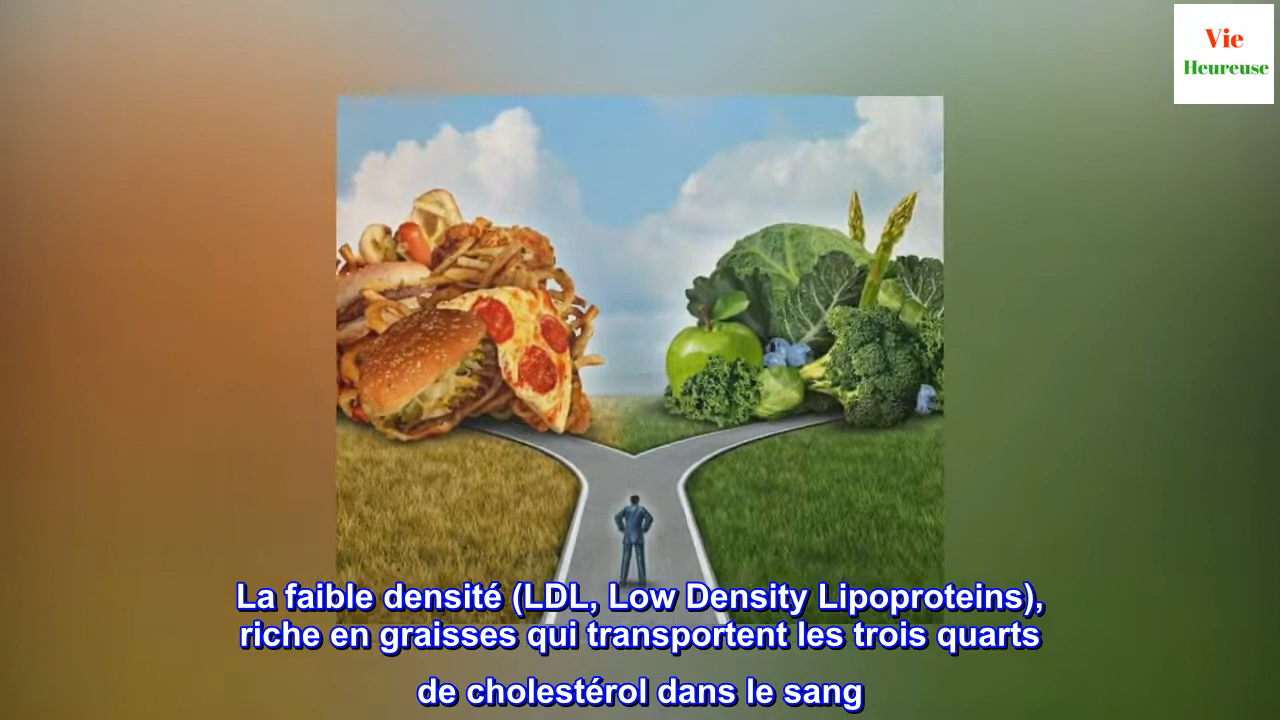 Vie
Heureuse
La faible densité (LDL, Low Density Lipoproteins),
riche en graisses qui transportent les trois quarts
de cholestérol dans le sang